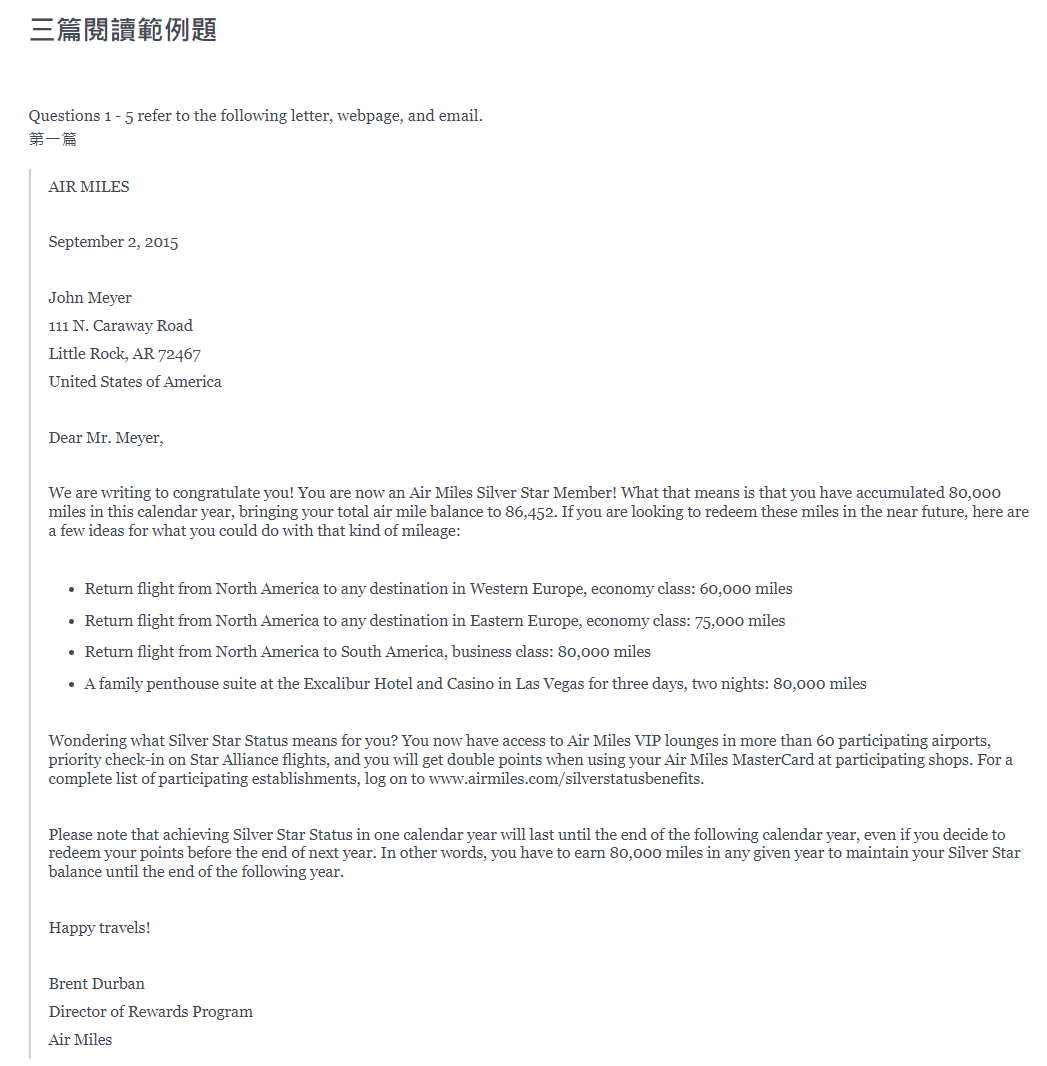 三篇閱讀範例題
Questions 1 - 5 refer to the following letter, webpage, and email.
第一篇
AIR MILES
September 2, 2015
John Meyer
111 N. Caraway Road
Little Rock, AR 72467
United States of America
Dear Mr. Meyer,
We are writing to congratulate you! You are now an Air Miles Silver Star Member! What that means is that you have accumulated 80,000
miles in this calendar year, bringing your total air mile balance to 86,452. If you are looking to redeem these miles in the near future, here are
a few ideas for what you could do with that kind of mileage:
• Return flight from North America to any destination in Western Europe, economy class: 60,000 miles
• Return flight from North America to any destination in Eastern Europe, economy class: 75,000 miles
• Return flight from North America to South America, business class: 80,000 miles
• A family penthouse suite at the Excalibur Hotel and Casino in Las Vegas for three days, two nights: 80,000 miles
Wondering what Silver Star Status means for you? You now have access to Air Miles VIP lounges in more than 60 participating airports,
priority check-in on Star Alliance flights, and you will get double points when using your Air Miles MasterCard at participating shops. For a
complete list of participating establishments, log on to www.airmiles.com/silverstatusbenefits.
Please note that achieving Silver Star Status in one calendar year will last until the end of the following calendar year, even if you decide to
redeem your points before the end of next year. In other words, you have to earn 80,000 miles in any given year to maintain your Silver Star
balance until the end of the following year.
Happy travels!
Brent Durban
Director of Rewards Program
Air Miles